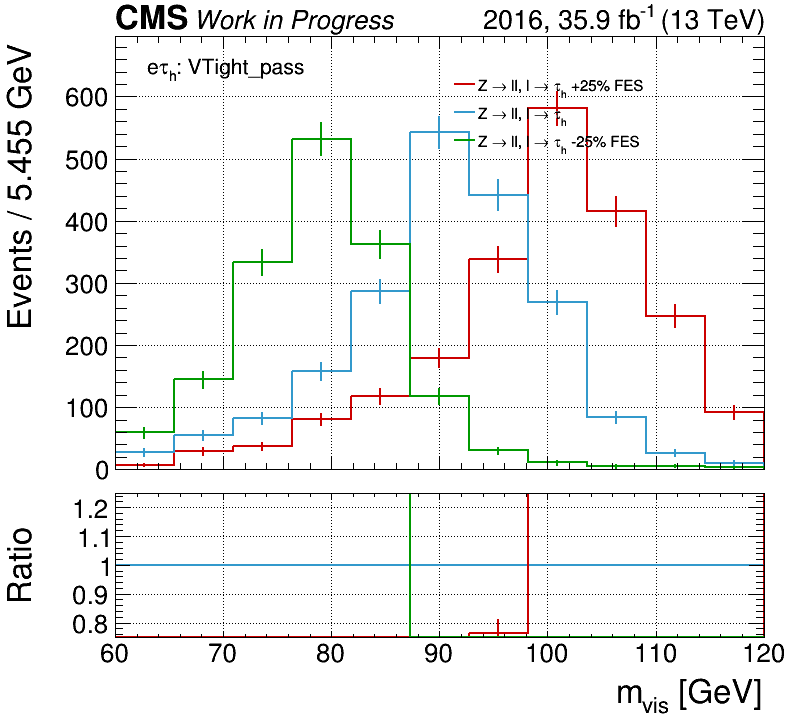 CMS Work in Progress 2016, 35.9 fb-1 (13 TeV)
eτh: VTight_pass
Z → ll, l → τh +25% FES
Z → ll, l → τh
Z → ll, l → τh -25% FES
Events / 5.455 GeV
600
500
400
300
200
100
0
Ratio
1.2
1.1
1
0.9
0.8
60 70 80 90 100 110 120
mvis [GeV]